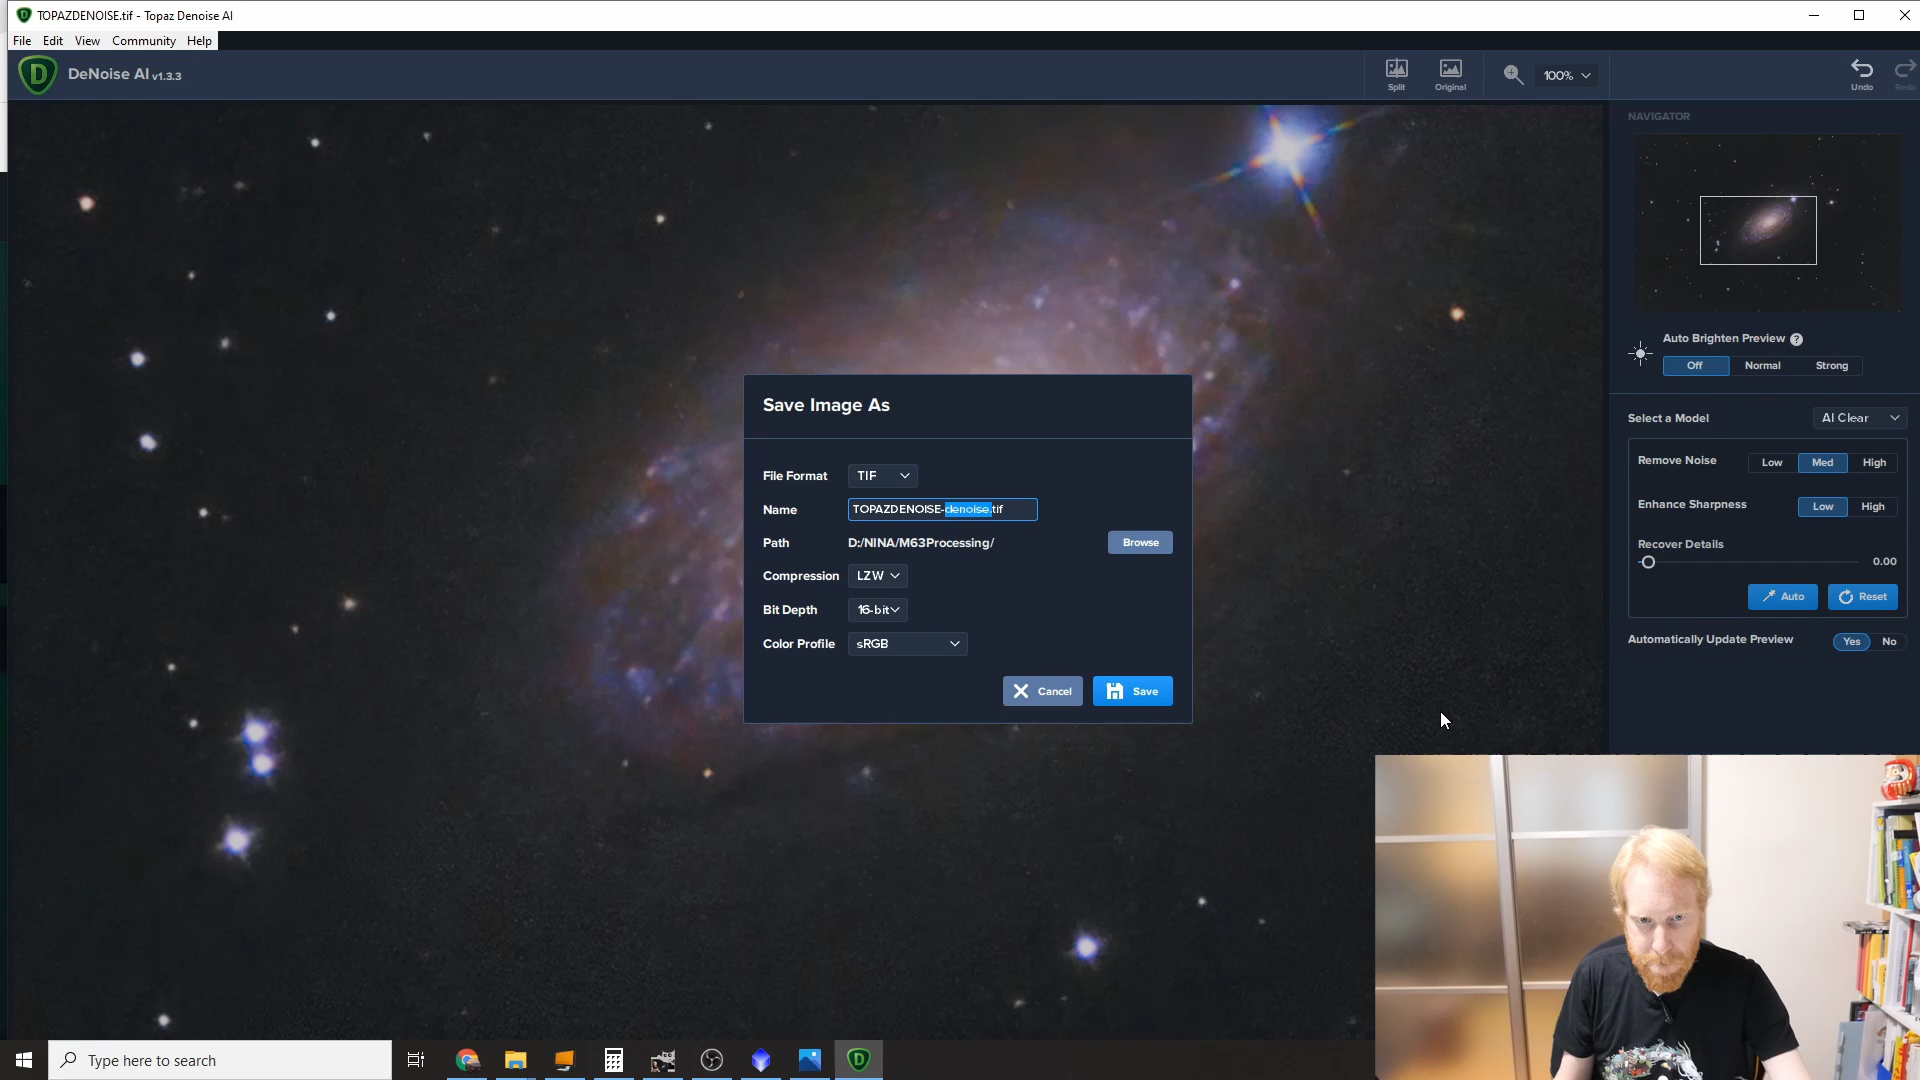 TOPAZDENOISE.tif - Topaz Denoise AI
File Edit View Community Help
DeNoise AI v1.3.3
Split
Original
100%
Undo
Redo
NAVIGATOR
Auto Brighten Preview ?
Off Normal Strong
Select a Model AI Clear
Remove Noise Low Med High
Enhance Sharpness Low High
Recover Details
0.00
Auto Reset
Automatically Update Preview Yes No
Save Image As
File Format TIF
Name TOPAZDENOISE-denoise.tif
Path D:/NINA/M63Processing/ Browse
Compression LZW
Bit Depth 16-bit
Color Profile sRGB
Cancel Save
Type here to search